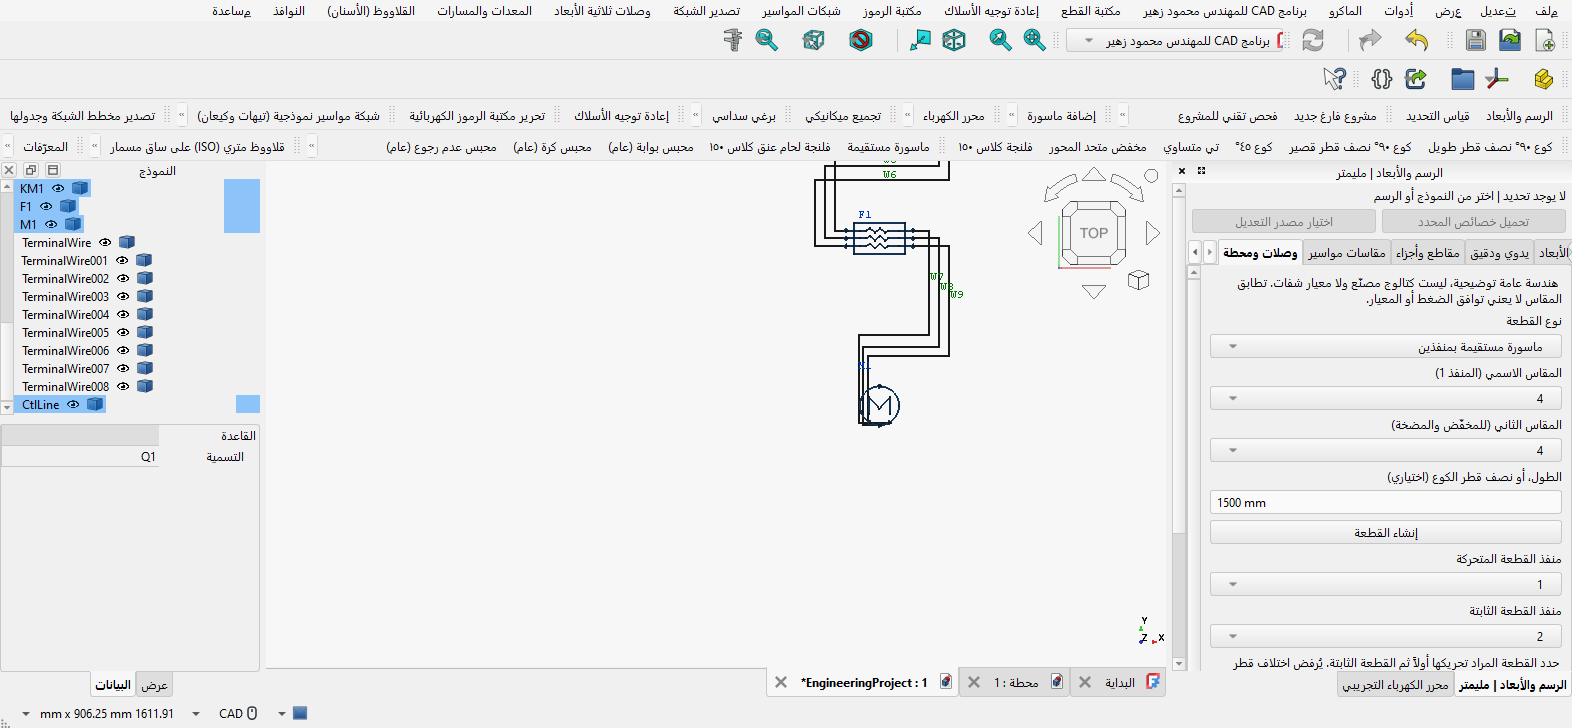 ملف تعديل عرض أدوات الماكرو برنامج CAD للمهندس محمود زهير مكتبة القطع إعادة توجيه الأسلاك مكتبة الرموز شبكات المواسير تصدير الشبكة وصلات ثلاثية الأبعاد المعدات والمسارات القلاووظ (الأسنان) النوافذ مساعدة
برنامج CAD للمهندس محمود زهير
الرسم والأبعاد قياس التحديد مشروع فارغ جديد فحص تقني للمشروع » إضافة ماسورة » محرر الكهرباء » تجميع ميكانيكي برغي سداسي » إعادة توجيه الأسلاك تحرير مكتبة الرموز الكهربائية شبكة مواسير نموذجية (تيهات وكيعان) » تصدير مخطط الشبكة وجدولها
كوع ٩٠° نصف قطر طويل كوع ٩٠° نصف قطر قصير كوع ٤٥° تي متساوي مخفض متحد المحور فلنجة كلاس ١٥٠ ماسورة مستقيمة فلنجة لحام عنق كلاس ١٥٠ محبس بوابة (عام) محبس كرة (عام) محبس عدم رجوع (عام) » قلاووظ متري (ISO) على ساق مسمار » المعرّفات »
النموذج
KM1
F1
M1
TerminalWire
TerminalWire001
TerminalWire002
TerminalWire003
TerminalWire004
TerminalWire005
TerminalWire006
TerminalWire007
TerminalWire008
CtlLine
القاعدة
التسمية Q1
عرض البيانات
W6
F1
W7
W9
M
TOP
Y
Z X
الرسم والأبعاد | مليمتر
لا يوجد تحديد | اختر من النموذج أو الرسم
تحميل خصائص المحدد اختيار مصدر التعديل
الأبعاد يدوي ودقيق مقاطع وأجزاء مقاسات مواسير وصلات ومحطة
هندسة عامة توضيحية، ليست كتالوج مصنّع ولا معيار شفات. تطابق
المقاس لا يعني توافق الضغط أو المعيار.
نوع القطعة
ماسورة مستقيمة بمنفذين
المقاس الاسمي (المنفذ 1)
4
المقاس الثاني (للمخفّض والمضخة)
4
الطول، أو نصف قطر الكوع (اختياري)
1500 mm
إنشاء القطعة
منفذ القطعة المتحركة
1
منفذ القطعة الثابتة
2
حدد القطعة المراد تحريكها أولاً ثم القطعة الثابتة. يُرفض اختلاف قطر
الرسم والأبعاد | مليمتر محرر الكهرباء التجريبي
البداية محطة : 1 EngineeringProject : 1*
mm x 906.25 mm 1611.91 CAD